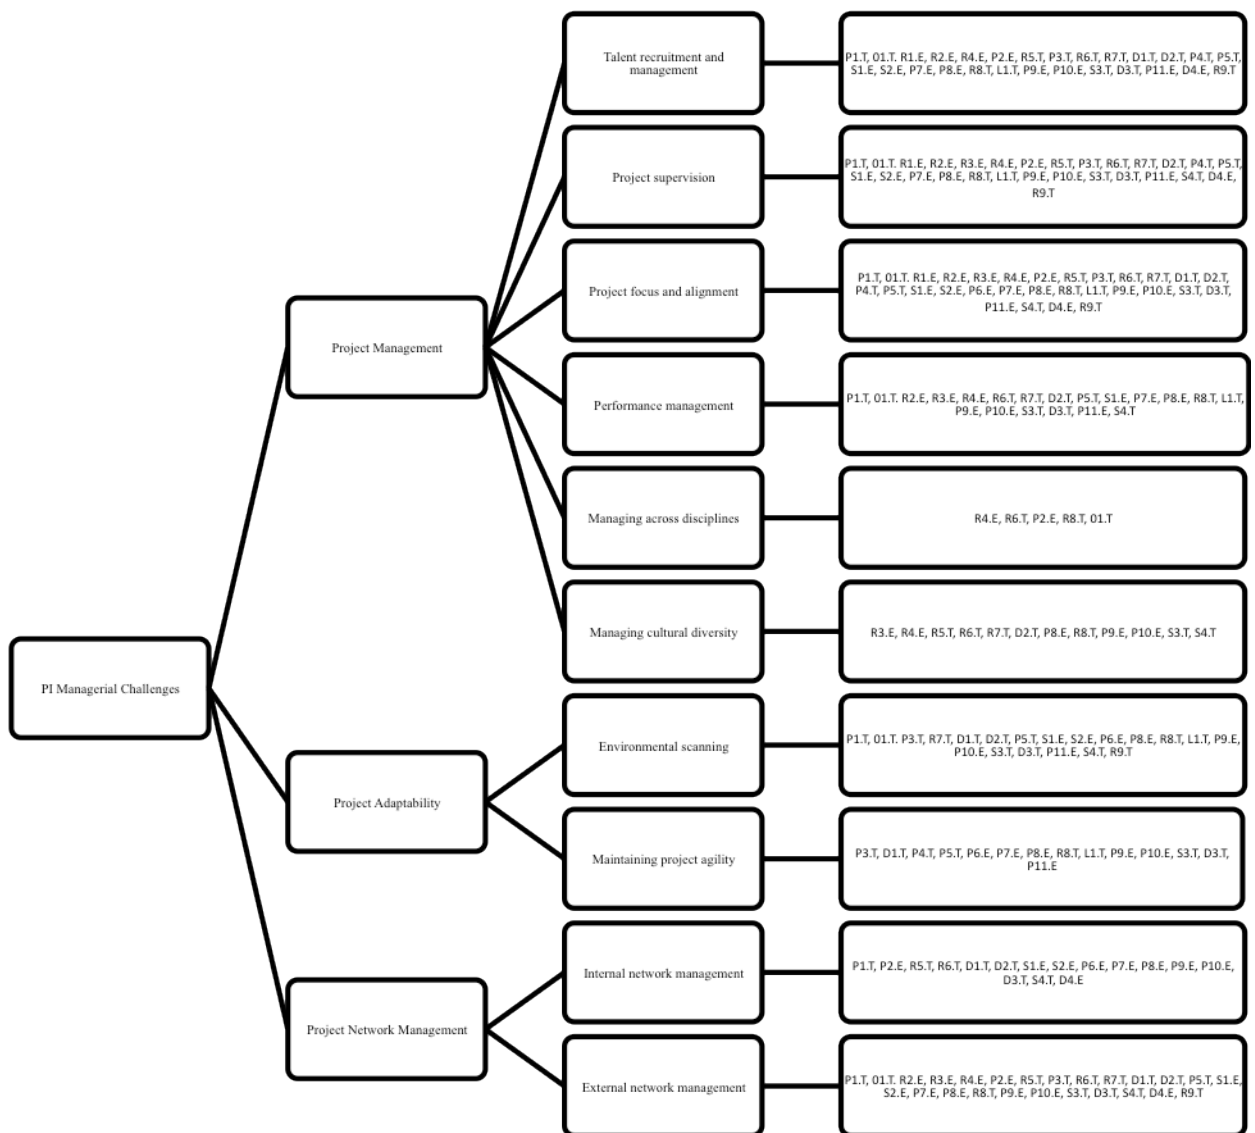 Talent recruitment and
management
P1.T, 01.T. R1.E, R2.E, R4.E, P2.E, R5.T, P3.T, R6.T, R7.T, D1.T, D2.T, P4.T, P5.T,
S1.E, S2.E, P7.E, P8.E, R8.T, L1.T, P9.E, P10.E, S3.T, D3.T, P11.E, D4.E, R9.T
Project supervision
P1.T, 01.T. R1.E, R2.E, R3.E, R4.E, P2.E, R5.T, P3.T, R6.T, R7.T, D2.T, P4.T, P5.T,
S1.E, S2.E, P7.E, P8.E, R8.T, L1.T, P9.E, P10.E, S3.T, D3.T, P11.E, S4.T, D4.E,
R9.T
Project focus and alignment
P1.T, 01.T. R1.E, R2.E, R3.E, R4.E, P2.E, R5.T, P3.T, R6.T, R7.T, D1.T, D2.T,
P4.T, P5.T, S1.E, S2.E, P6.E, P7.E, P8.E, R8.T, L1.T, P9.E, P10.E, S3.T, D3.T,
P11.E, S4.T, D4.E, R9.T
Project Management
Performance management
P1.T, 01.T. R2.E, R3.E, R4.E, R6.T, R7.T, D2.T, P5.T, S1.E, P7.E, P8.E, R8.T, L1.T,
P9.E, P10.E, S3.T, D3.T, P11.E, S4.T
Managing across disciplines
R4.E, R6.T, P2.E, R8.T, 01.T
Managing cultural diversity
R3.E, R4.E, R5.T, R6.T, R7.T, D2.T, P8.E, R8.T, P9.E, P10.E, S3.T, S4.T
PI Managerial Challenges
Environmental scanning
P1.T, 01.T. P3.T, R7.T, D1.T, D2.T, P5.T, S1.E, S2.E, P6.E, P8.E, R8.T, L1.T, P9.E,
P10.E, S3.T, D3.T, P11.E, S4.T, R9.T
Project Adaptability
Maintaining project agility
P3.T, D1.T, P4.T, P5.T, P6.E, P7.E, P8.E, R8.T, L1.T, P9.E, P10.E, S3.T, D3.T,
P11.E
Internal network management
P1.T, P2.E, R5.T, R6.T, D1.T, D2.T, S1.E, S2.E, P6.E, P7.E, P8.E, P9.E, P10.E,
D3.T, S4.T, D4.E
Project Network Management
External network management
P1.T, 01.T. R2.E, R3.E, R4.E, P2.E, R5.T, P3.T, R6.T, R7.T, D1.T, D2.T, P5.T, S1.E,
S2.E, P7.E, P8.E, R8.T, P9.E, P10.E, S3.T, D3.T, S4.T, D4.E, R9.T